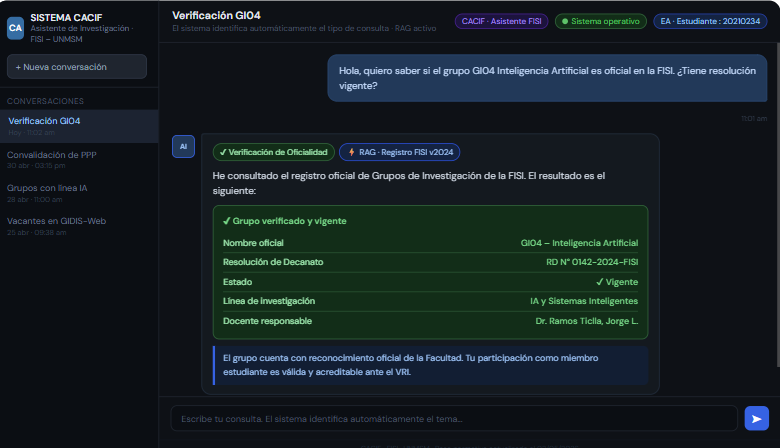 CA
SISTEMA CACIF
Asistente de Investigación ·
FISI – UNMSM
+ Nueva conversación
CONVERSACIONES
Verificación GI04
Hoy · 11:02 am
Convalidación de PPP
30 abr · 03:15 pm
Grupos con línea IA
28 abr · 11:00 am
Vacantes en GIDIS-Web
25 abr · 09:38 am
Verificación GI04
El sistema identifica automáticamente el tipo de consulta · RAG activo
CACIF · Asistente FISI
Sistema operativo
EA · Estudiante : 20210234
Hola, quiero saber si el grupo GI04 Inteligencia Artificial es oficial en la FISI. ¿Tiene resolución
vigente?
11:01 am
AI
✓ Verificación de Oficialidad
⚡ RAG · Registro FISI v2024
He consultado el registro oficial de Grupos de Investigación de la FISI. El resultado es el
siguiente:
✓ Grupo verificado y vigente
Nombre oficial GI04 – Inteligencia Artificial
Resolución de Decanato RD N° 0142-2024-FISI
Estado ✓ Vigente
Línea de investigación IA y Sistemas Inteligentes
Docente responsable Dr. Ramos Ticlla, Jorge L.
El grupo cuenta con reconocimiento oficial de la Facultad. Tu participación como miembro
estudiante es válida y acreditable ante el VRI.
Escribe tu consulta. El sistema identifica automáticamente el tema...